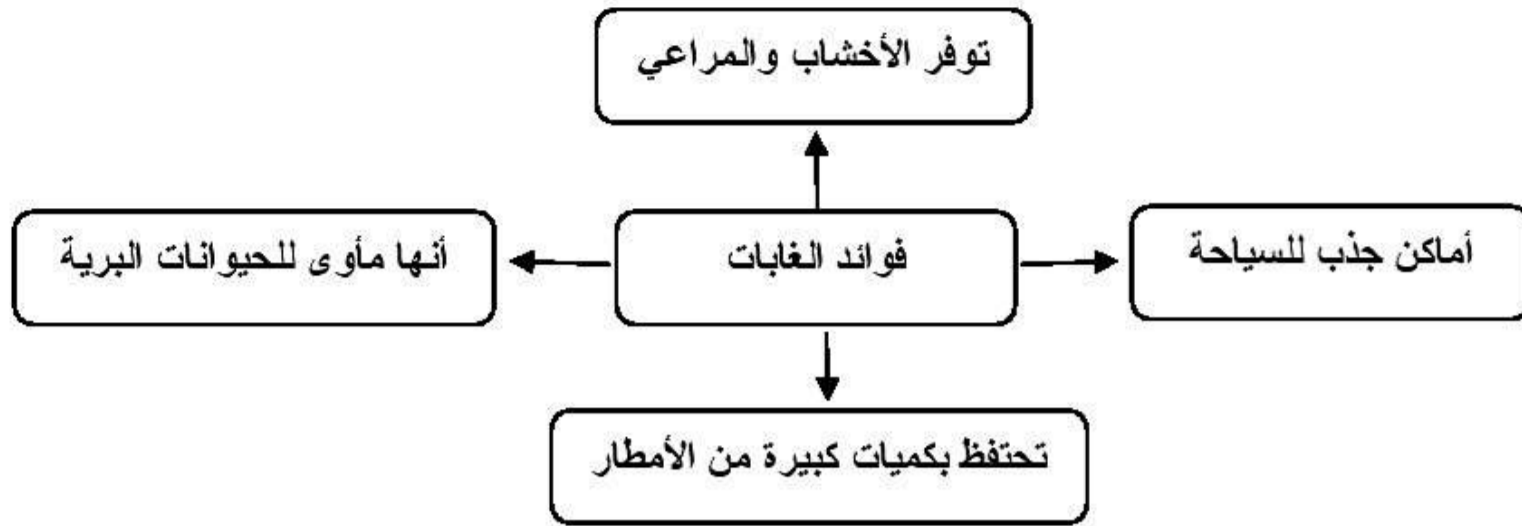 توفر الأخشاب والمراعي
أماكن جذب للسياحة
فوائد الغابات
أنها مأوى للحيوانات البرية
تحتفظ بكميات كبيرة من الأمطار